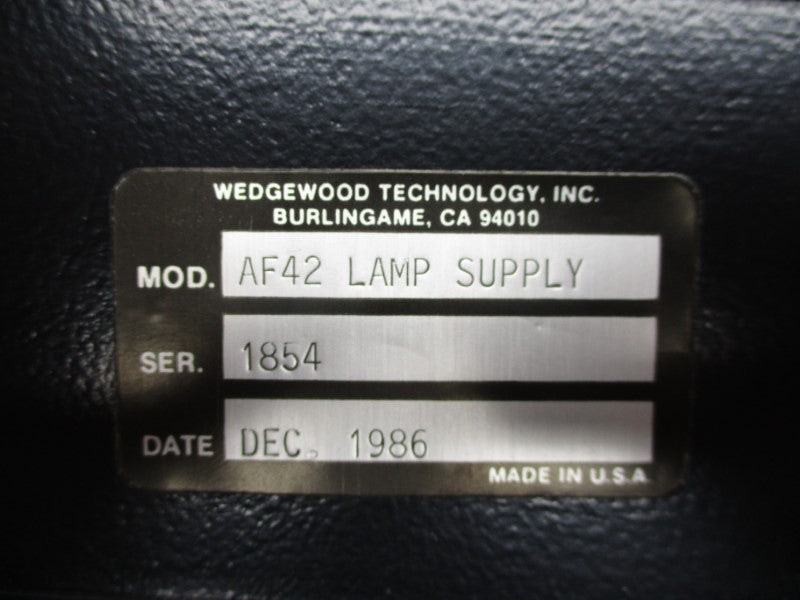 WEDGEWOOD TECHNOLOGY, INC.
BURLINGAME, CA 94010
MOD. AF42 LAMP SUPPLY
SER. 1854
DATE DEC. 1986
MADE IN U.S.A